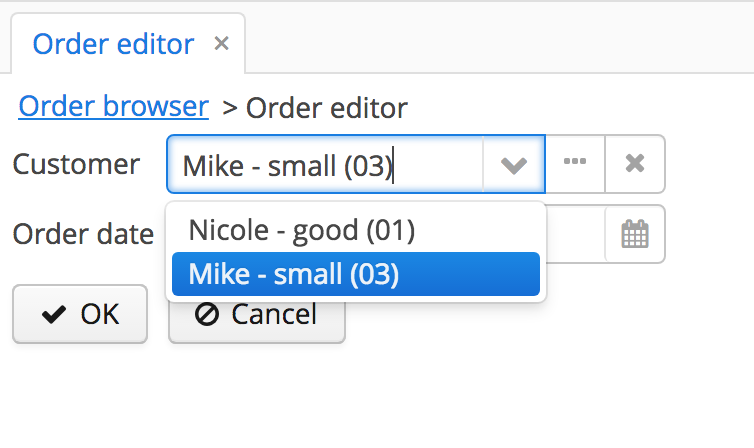 Order editor ×
Order browser > Order editor
Customer Mike - small (03)
Order date
Nicole - good (01)
Mike - small (03)
OK
Cancel